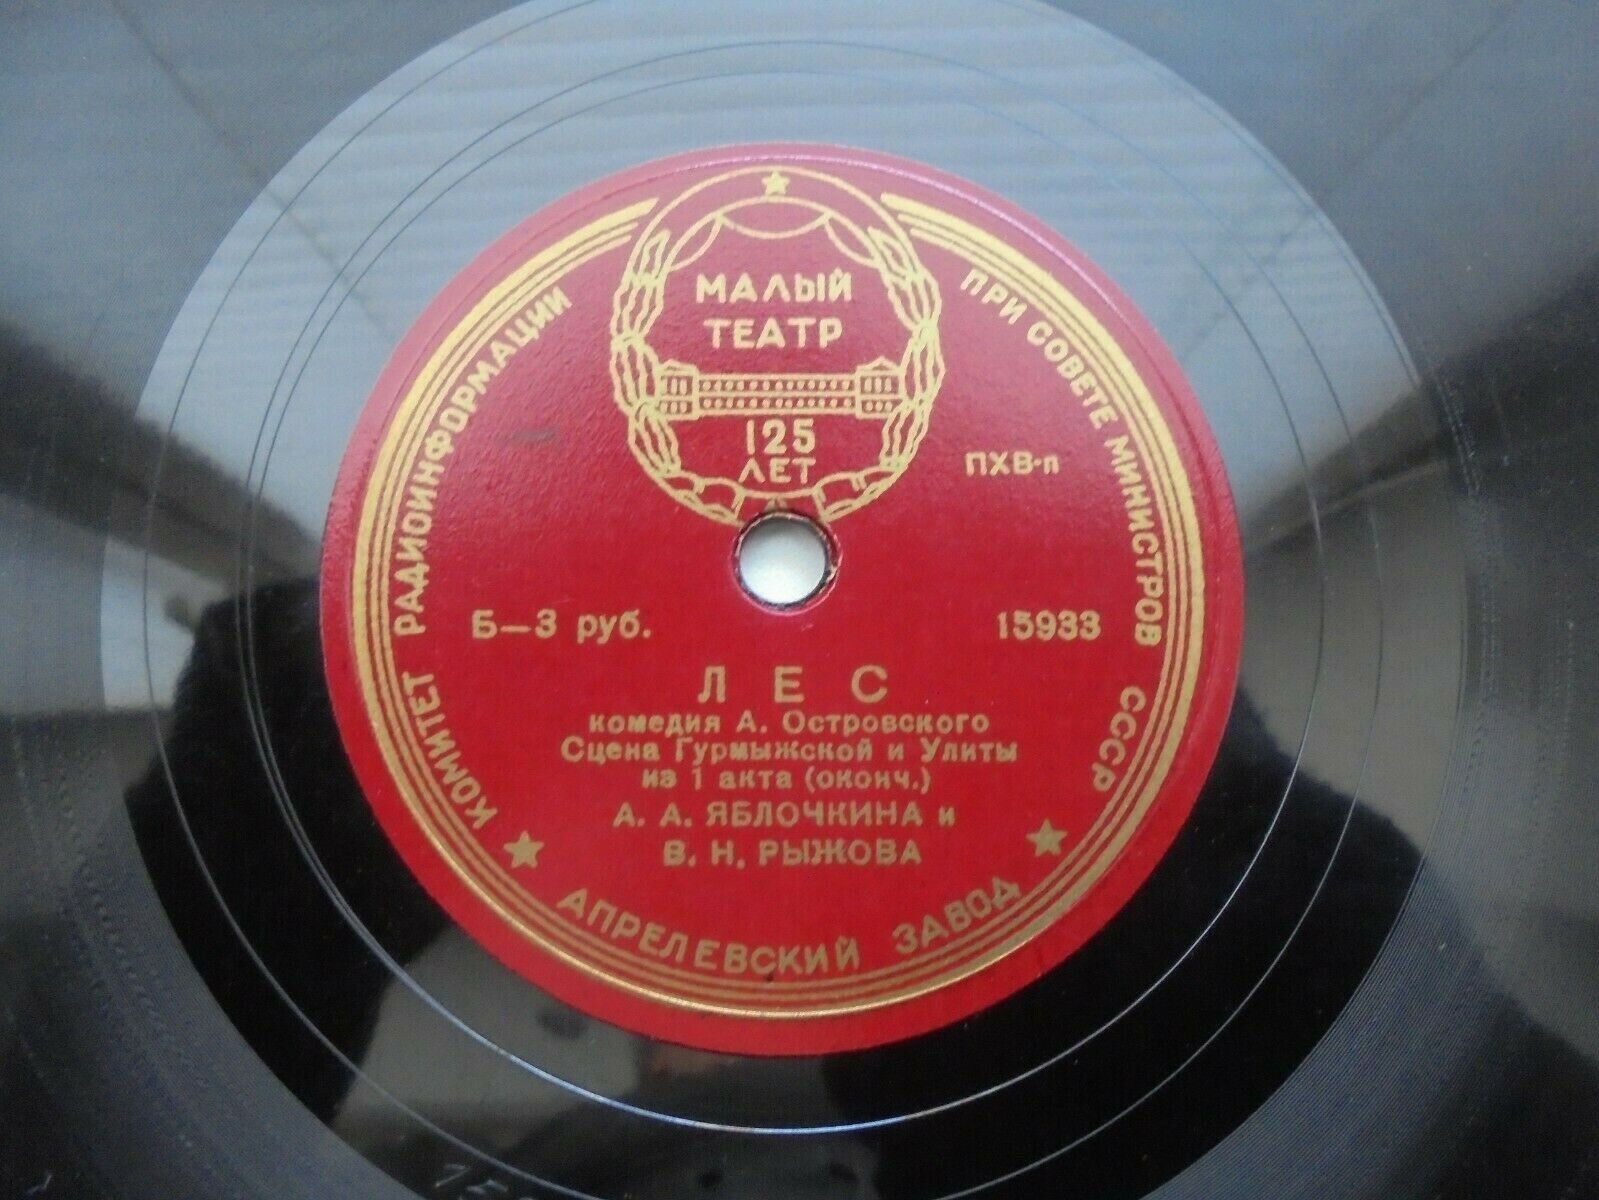 МАЛЫЙ
ТЕАТР
125
ЛЕТ
КОМИТЕТ РАДИОИНФОРМАЦИИ
ПРИ СОВЕТЕ МИНИСТРОВ СССР
ПХВ-п
Б—3 руб.
15933
ЛЕС
комедия А. Островского
Сцена Гурмыжской и Улиты
из 1 акта (оконч.)
А. А. ЯБЛОЧКИНА и
В. Н. РЫЖОВА
АПРЕЛЕВСКИЙ ЗАВОД